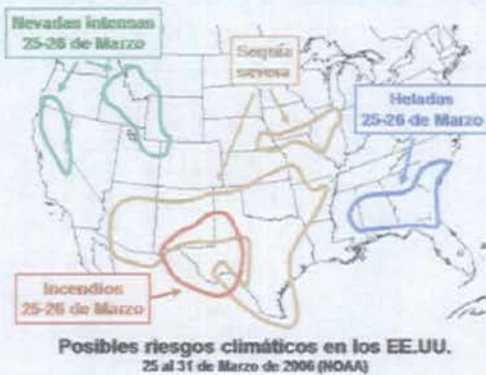 Nevadas intensas
25-26 de Marzo
Sequía
severa
Heladas
25-26 de Marzo
Incendios
25-26 de Marzo
Posibles riesgos climáticos en los EE.UU.
25 al 31 de Marzo de 2006 (NOAA)